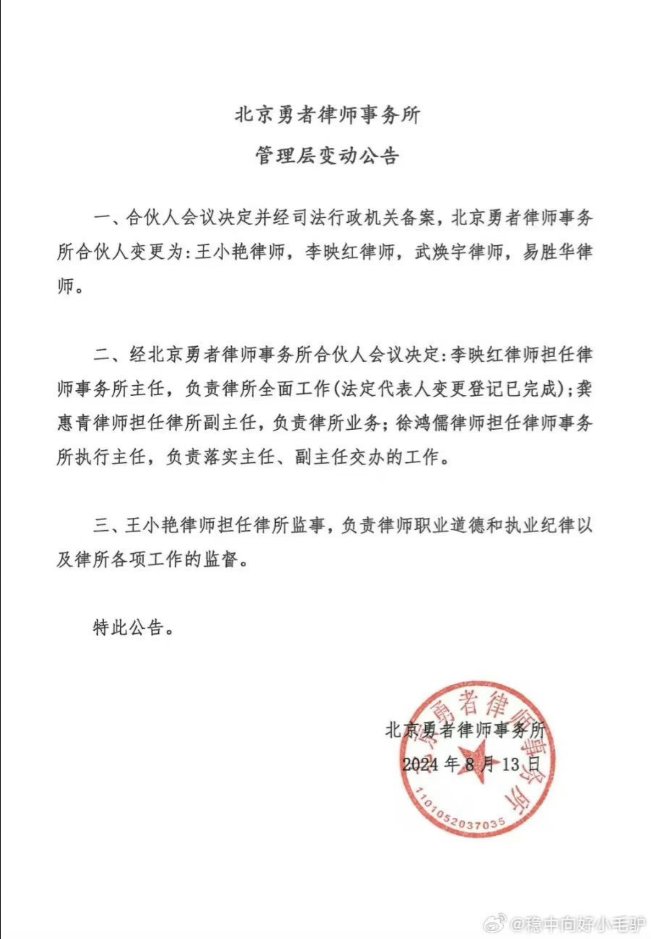 北京勇者律师事务所
管理层变动公告
一、合伙人会议决定并经司法行政机关备案，北京勇者律师事务
所合伙人变更为:王小艳律师，李映红律师，武焕宇律师，易胜华律
师。
二、经北京勇者律师事务所合伙人会议决定:李映红律师担任律
师事务所主任，负责律所全面工作(法定代表人变更登记已完成);龚
惠青律师担任律所副主任，负责律所业务；徐鸿儒律师担任律师事务
所执行主任，负责落实主任、副主任交办的工作。
三、王小艳律师担任律所监事，负责律师职业道德和执业纪律以
及律所各项工作的监督。
特此公告。
北京勇者律师事务所
2024 年 8 月 13 日
北京勇者律师事务所
1101052037035
@稳中向好小毛驴